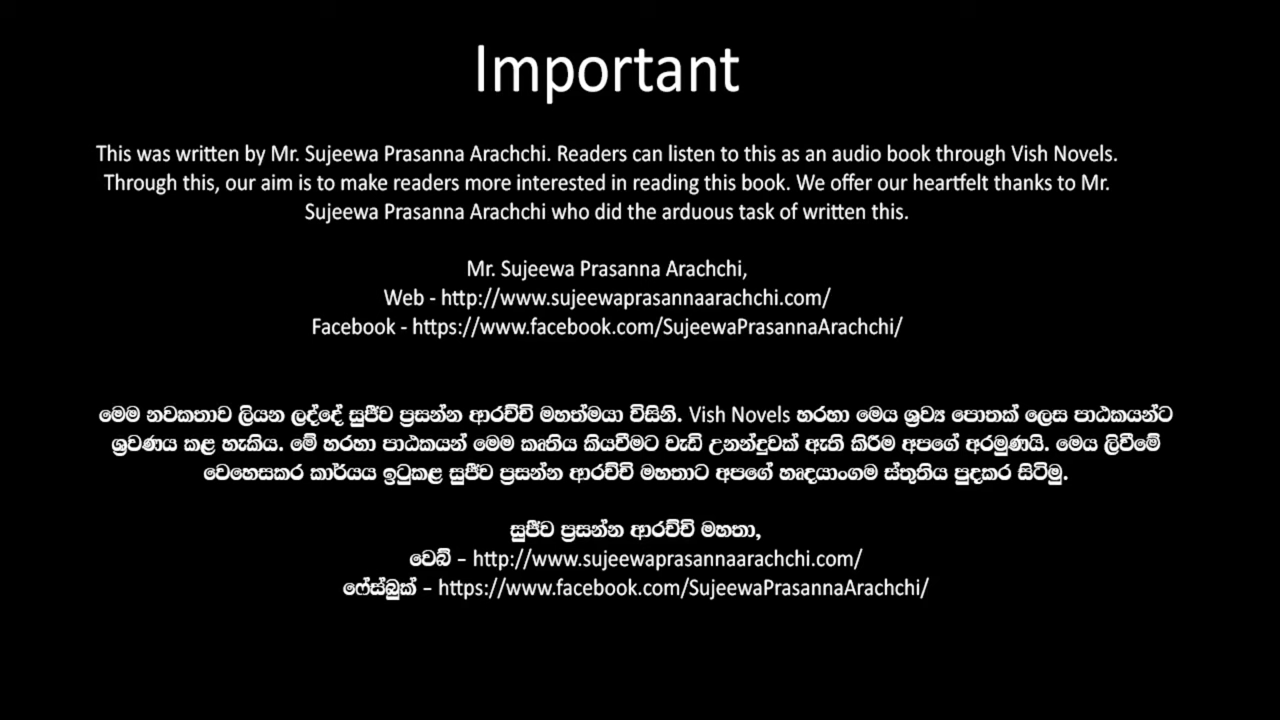 Important
This was written by Mr. Sujeewa Prasanna Arachchi. Readers can listen to this as an audio book through Vish Novels.
Through this, our aim is to make readers more interested in reading this book. We offer our heartfelt thanks to Mr.
Sujeewa Prasanna Arachchi who did the arduous task of written this.
Mr. Sujeewa Prasanna Arachchi,
Web - http://www.sujeewaprasannaarachchi.com/
Facebook - https://www.facebook.com/SujeewaPrasannaArachchi/
මෙම නවකතාව ලියන ලද්දේ සුජීව ප්‍රසන්න ආරච්චි මහත්මයා විසිනි. Vish Novels හරහා මෙය ශ්‍රව්‍ය පොතක් ලෙස පාඨකයන්ට
ශ්‍රවණය කළ හැකිය. මේ හරහා පාඨකයන් මෙම කෘතිය කියවීමට වැඩි උනන්දුවක් ඇති කිරීම අපගේ අරමුණයි. මෙය ලිවීමේ
වෙහෙසකර කාර්යය ඉටුකළ සුජීව ප්‍රසන්න ආරච්චි මහතාට අපගේ හෘදයාංගම ස්තුතිය පුදකර සිටිමු.
සුජීව ප්‍රසන්න ආරච්චි මහතා,
වෙබ් – http://www.sujeewaprasannaarachchi.com/
ෆේස්බුක් – https://www.facebook.com/SujeewaPrasannaArachchi/